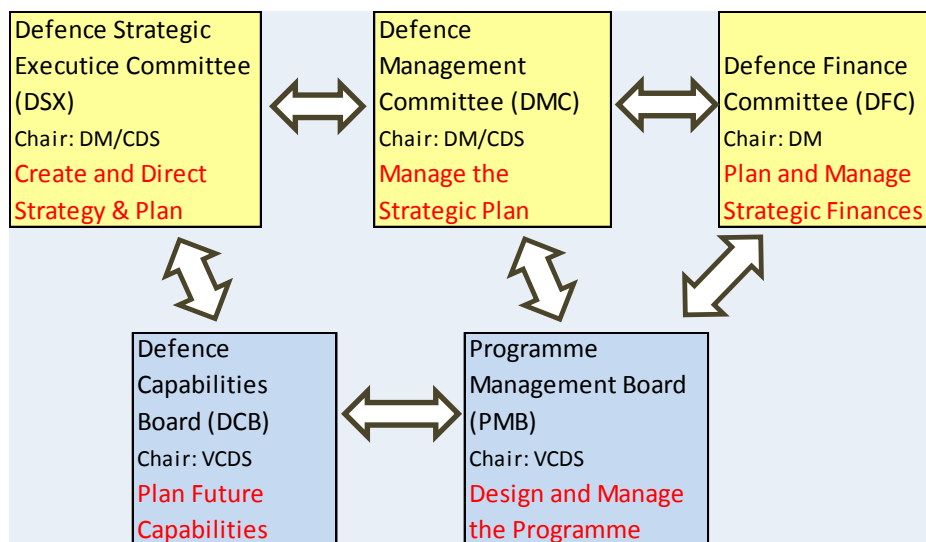 Defence Strategic
Executice Committee
(DSX)
Chair: DM/CDS
Create and Direct
Strategy & Plan
Defence
Management
Committee (DMC)
Chair: DM/CDS
Manage the
Strategic Plan
Defence Finance
Committee (DFC)
Chair: DM
Plan and Manage
Strategic Finances
Defence
Capabilities
Board (DCB)
Chair: VCDS
Plan Future
Capabilities
Programme
Management Board
(PMB)
Chair: VCDS
Design and Manage
the Programme